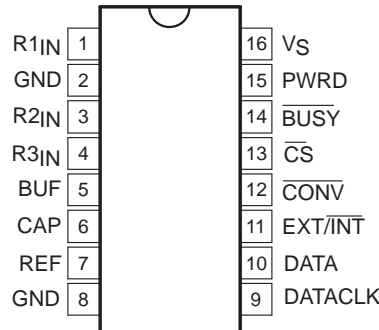 R1IN 1 16 VS
GND 2 15 PWRD
R2IN 3 14 BUSY
R3IN 4 13 CS
BUF 5 12 CONV
CAP 6 11 EXT/INT
REF 7 10 DATA
GND 8 9 DATACLK